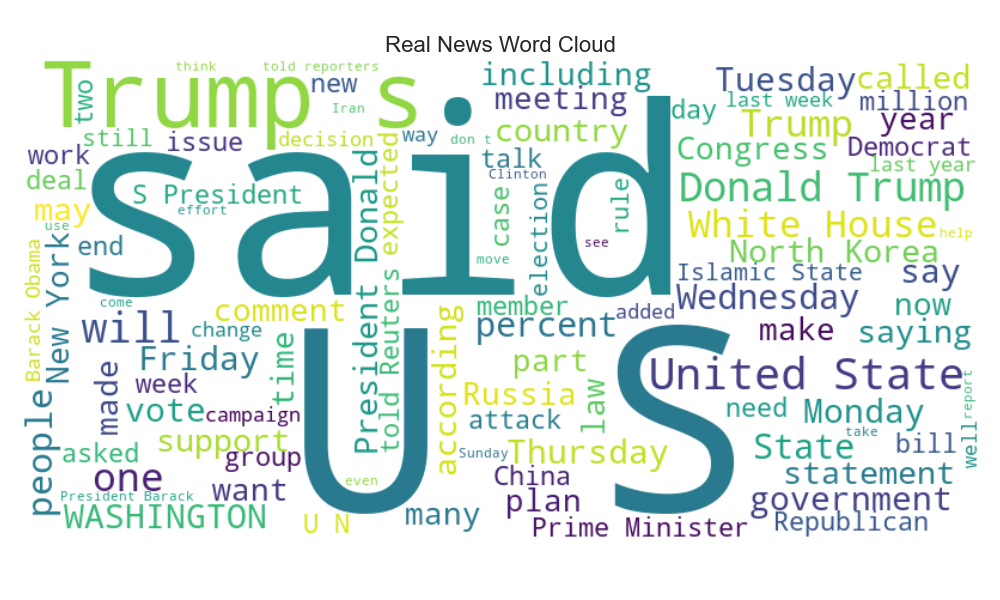 Real News Word Cloud
Trump s
said
U S
two
think
told reporters
new
Iran
including
meeting
Tuesday
called
day
last week
million
Trump
year
still
issue
decision
way
don t
country
Congress
Democrat
last year
work
deal
S President
effort
may
use
end
talk
Clinton
case
election
rule
see
Donald Trump
White House
help
North Korea
Barack Obama
New York
come
President Donald
expected
told Reuters
move
Islamic State
say
will
comment
change
member
added
Wednesday
now
percent
make
saying
Friday
time
according
part
law
United State
people
made
week
vote
campaign
Russia
attack
need
Monday
report
well
asked
support
group
Sunday
Thursday
State
take
bill
one
want
even
China
statement
President Barack
plan
government
WASHINGTON
U N
many
Prime Minister
Republican